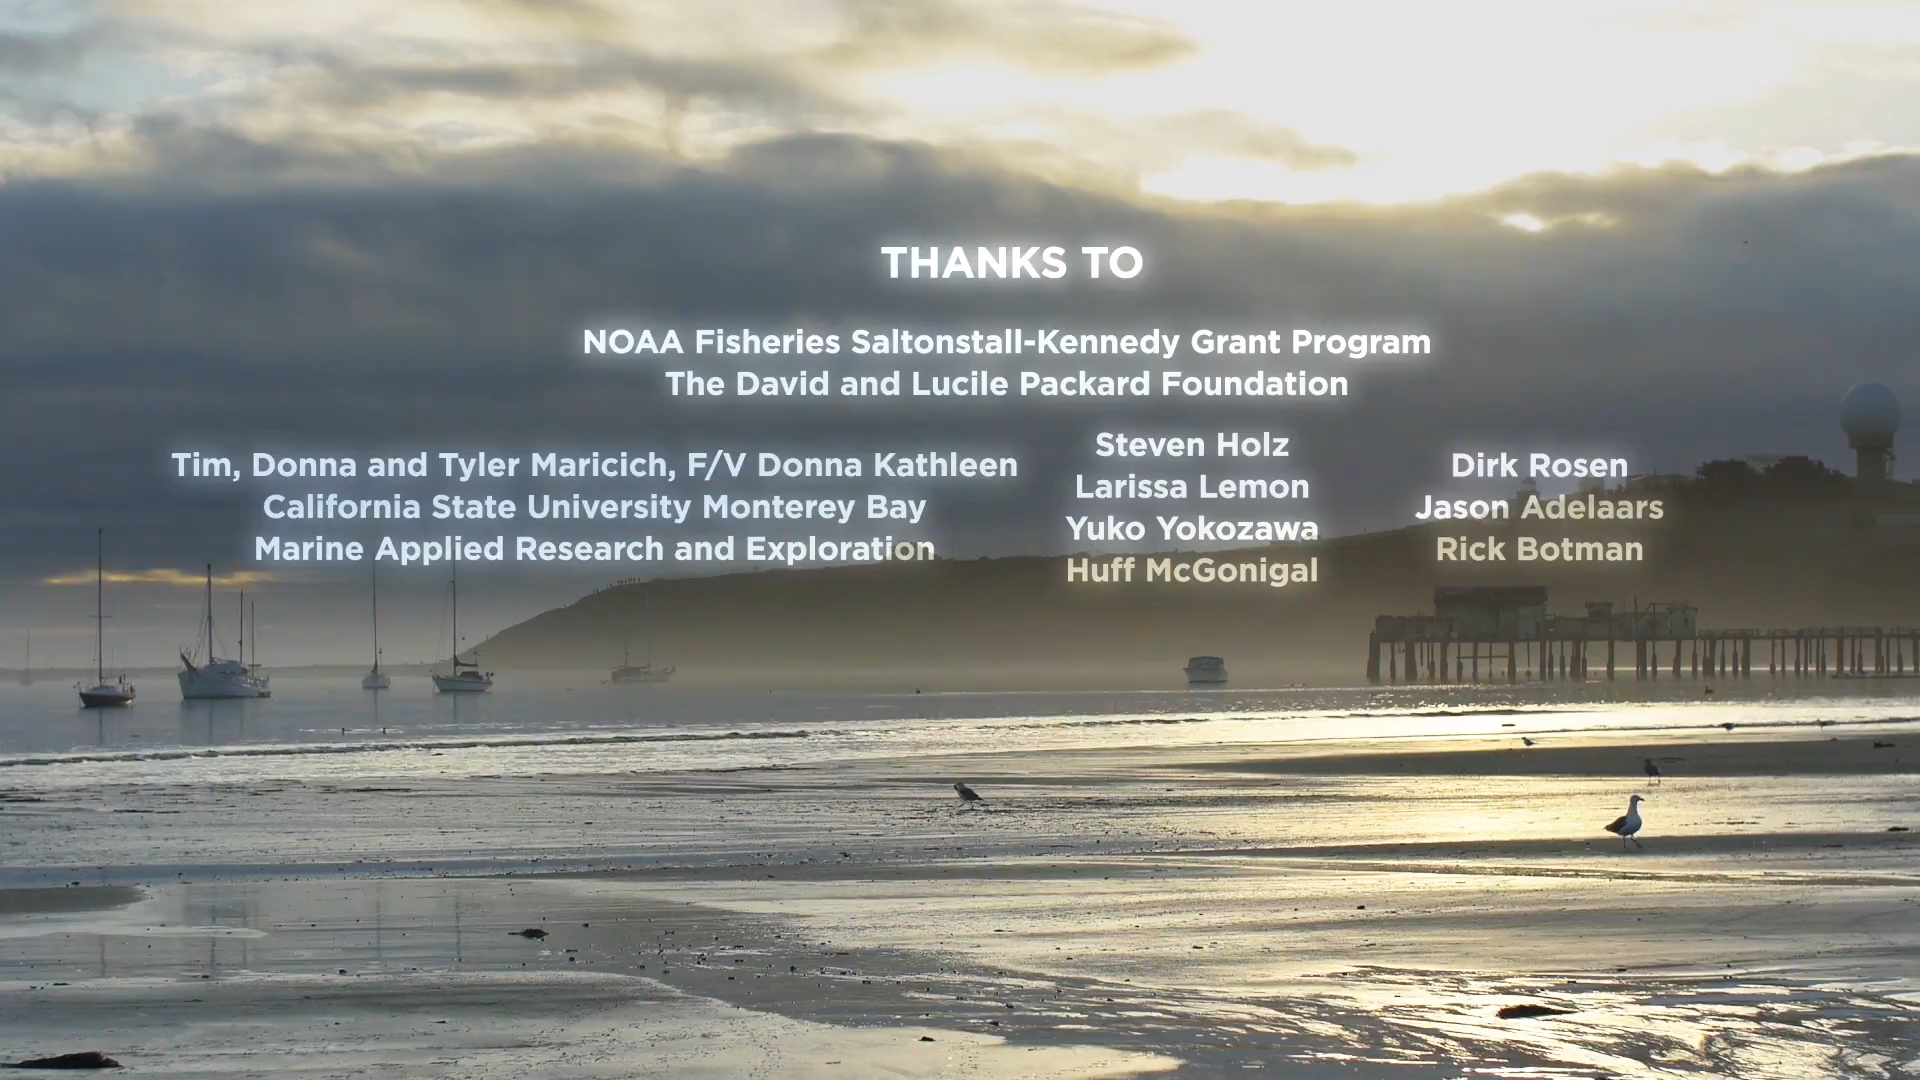 THANKS TO
NOAA Fisheries Saltonstall-Kennedy Grant Program
The David and Lucile Packard Foundation
Tim, Donna and Tyler Maricich, F/V Donna Kathleen
California State University Monterey Bay
Marine Applied Research and Exploration
Steven Holz
Larissa Lemon
Yuko Yokozawa
Huff McGonigal
Dirk Rosen
Jason Adelaars
Rick Botman